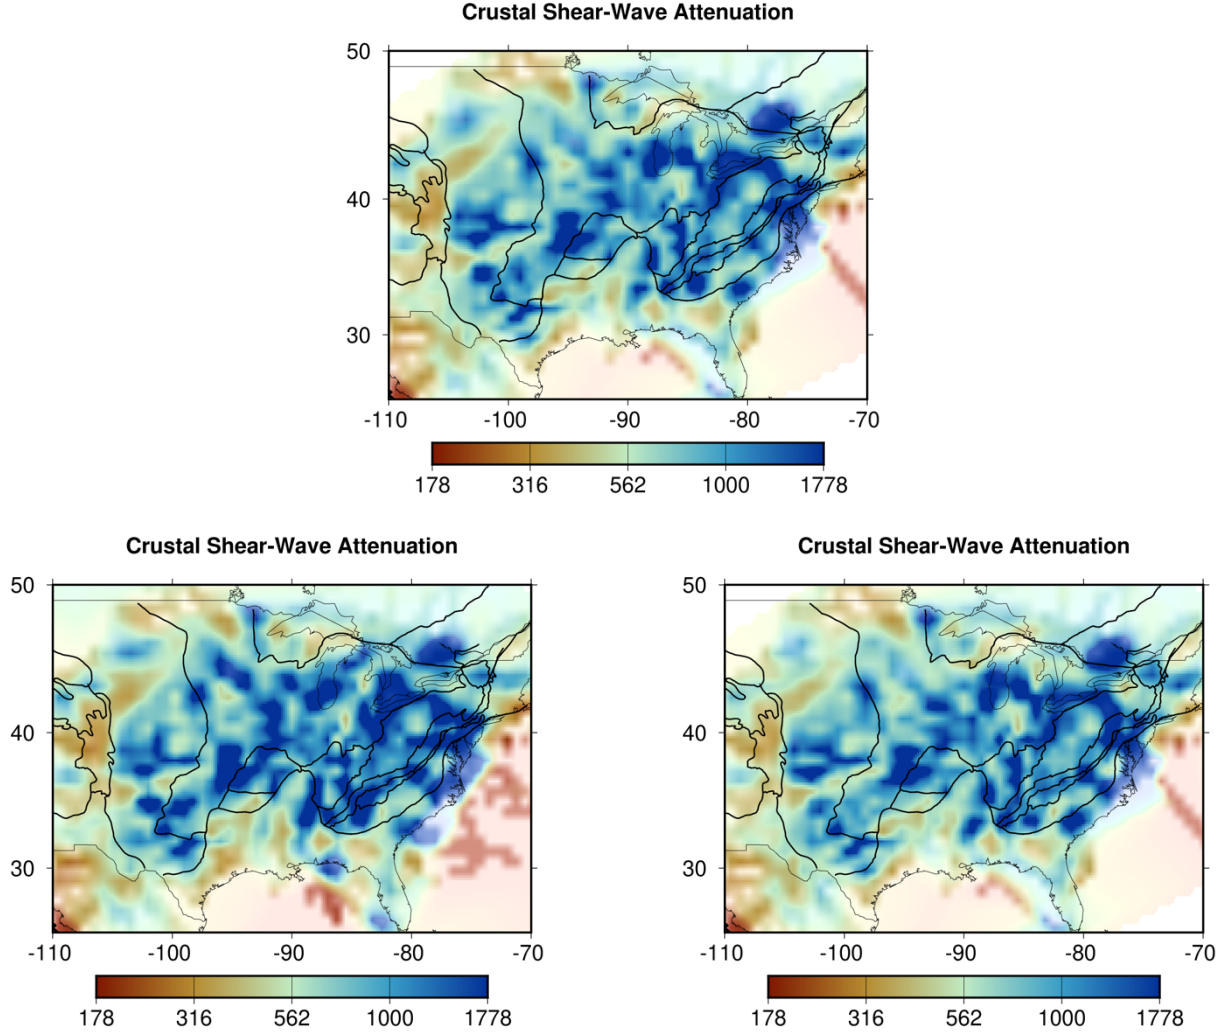 Crustal Shear-Wave Attenuation
50
40
30
-110 -100 -90 -80 -70
178 316 562 1000 1778
Crustal Shear-Wave Attenuation Crustal Shear-Wave Attenuation
50 50
40 40
30 30
-110 -100 -90 -80 -70 -110 -100 -90 -80 -70
178 316 562 1000 1778 178 316 562 1000 1778